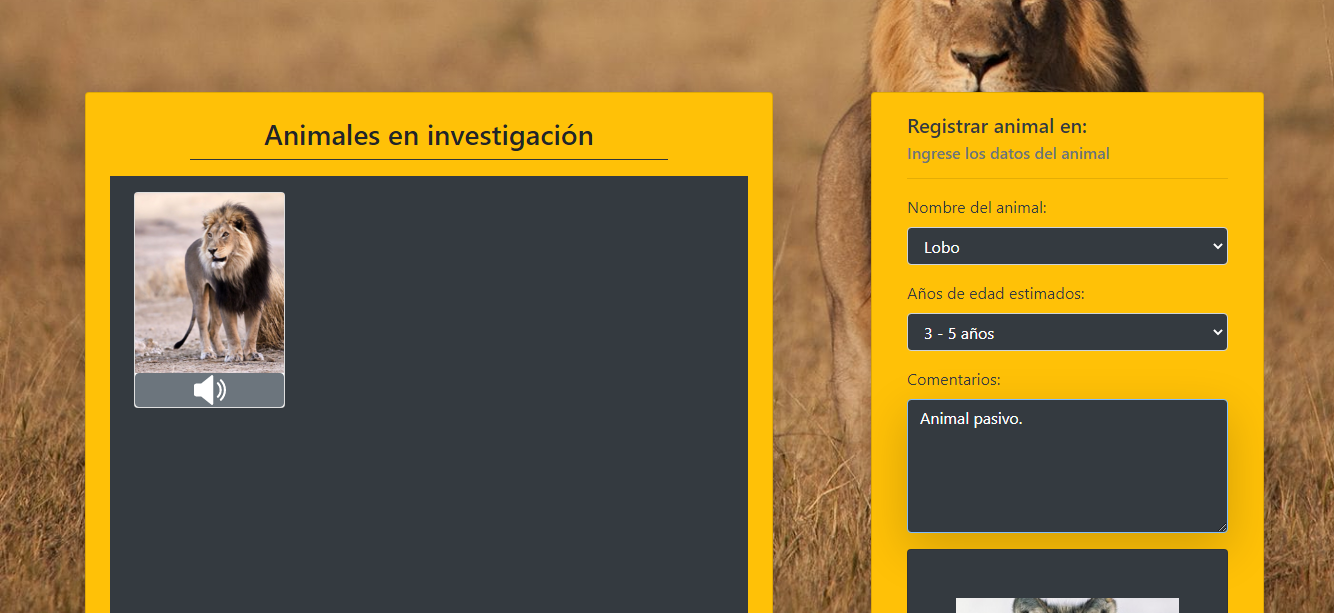 Animales en investigación
Registrar animal en:
Ingrese los datos del animal
Nombre del animal:
Lobo
Años de edad estimados:
3 - 5 años
Comentarios:
Animal pasivo.